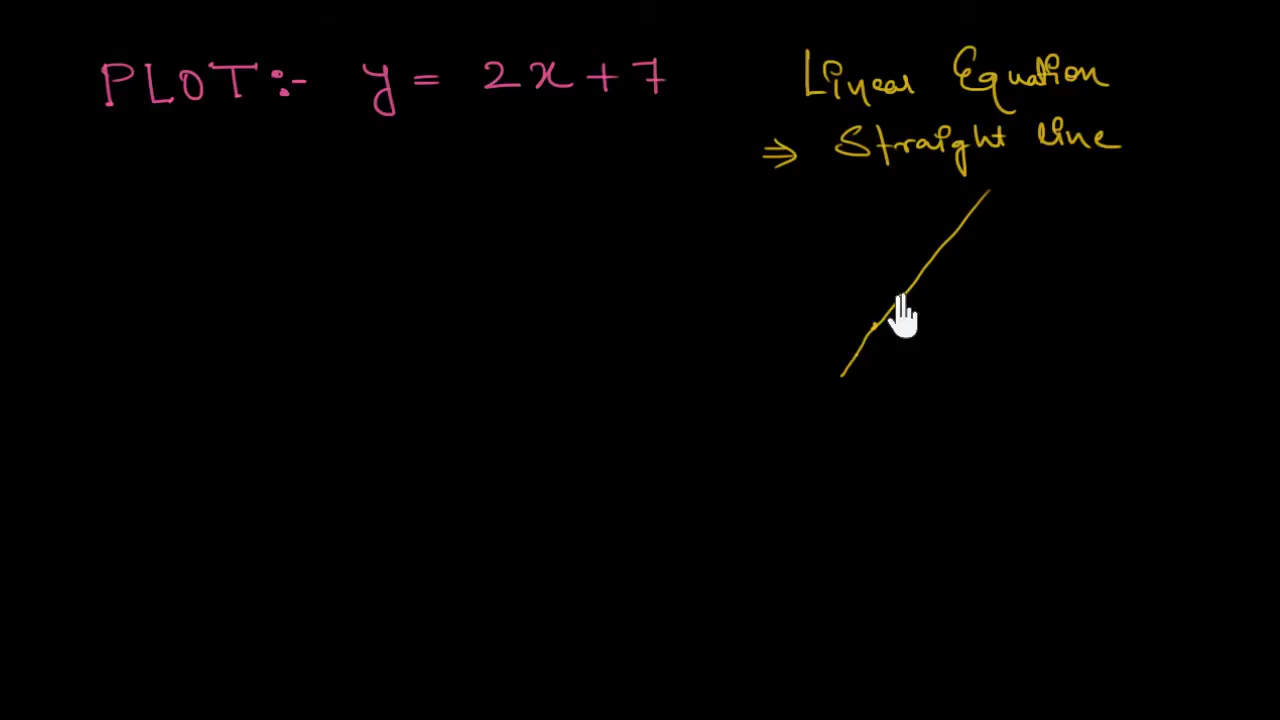 PLOT:- y = 2x + 7
Linear Equation
⇒ Straight line